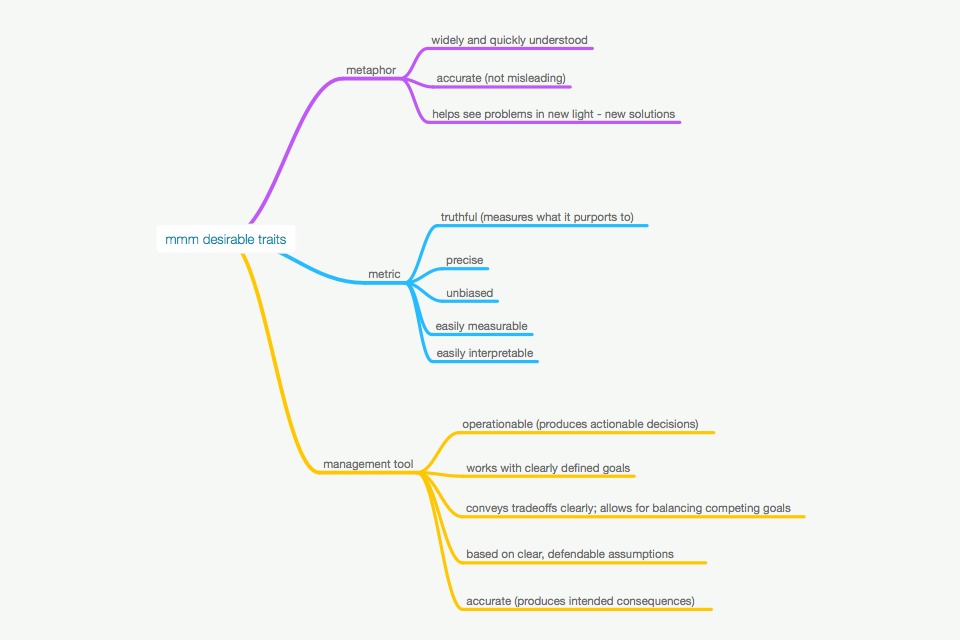 widely and quickly understood
metaphor
accurate (not misleading)
helps see problems in new light - new solutions
mmm desirable traits
truthful (measures what it purports to)
precise
metric
unbiased
easily measurable
easily interpretable
operationable (produces actionable decisions)
management tool
works with clearly defined goals
conveys tradeoffs clearly; allows for balancing competing goals
based on clear, defendable assumptions
accurate (produces intended consequences)